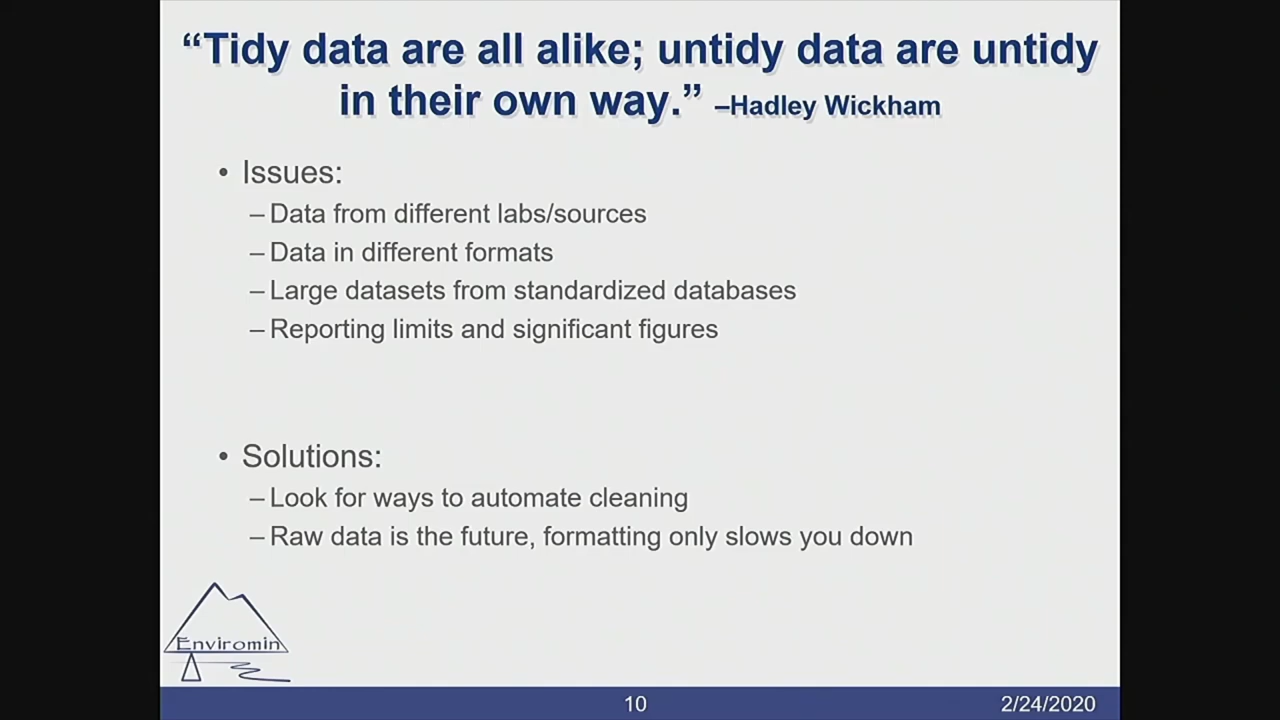 “Tidy data are all alike; untidy data are untidy
in their own way.” –Hadley Wickham
• Issues:
– Data from different labs/sources
– Data in different formats
– Large datasets from standardized databases
– Reporting limits and significant figures
• Solutions:
– Look for ways to automate cleaning
– Raw data is the future, formatting only slows you down
Enviromin
10
2/24/2020